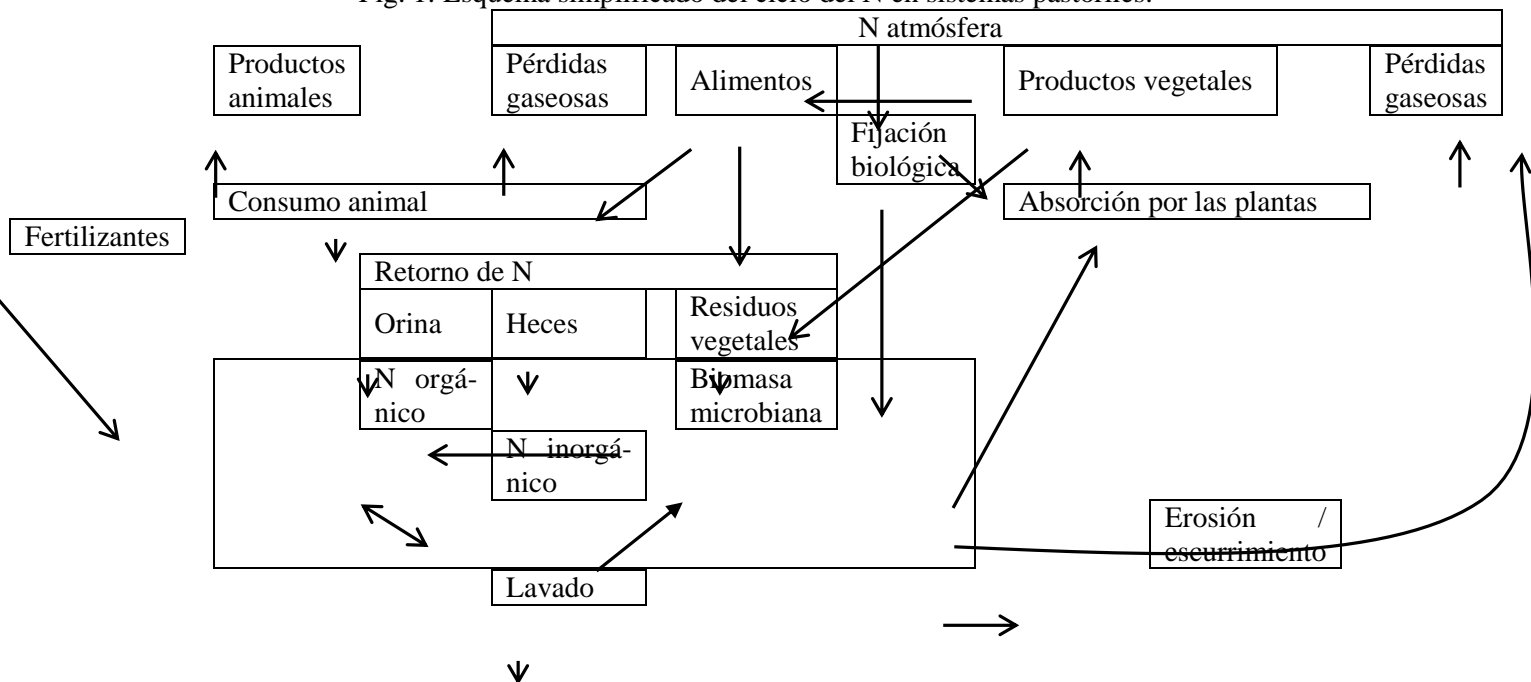 Fig. 1. Esquema simplificado del ciclo del N en sistemas pastoriles.
N atmósfera
Productos
animales
Pérdidas
gaseosas
Alimentos
Productos vegetales
Pérdidas
gaseosas
Fijación
biológica
Consumo animal
Absorción por las plantas
Fertilizantes
Retorno de N
Orina
Heces
Residuos
vegetales
N orgá-
nico
Biomasa
microbiana
N inorgá-
nico
Erosión /
escurrimiento
Lavado